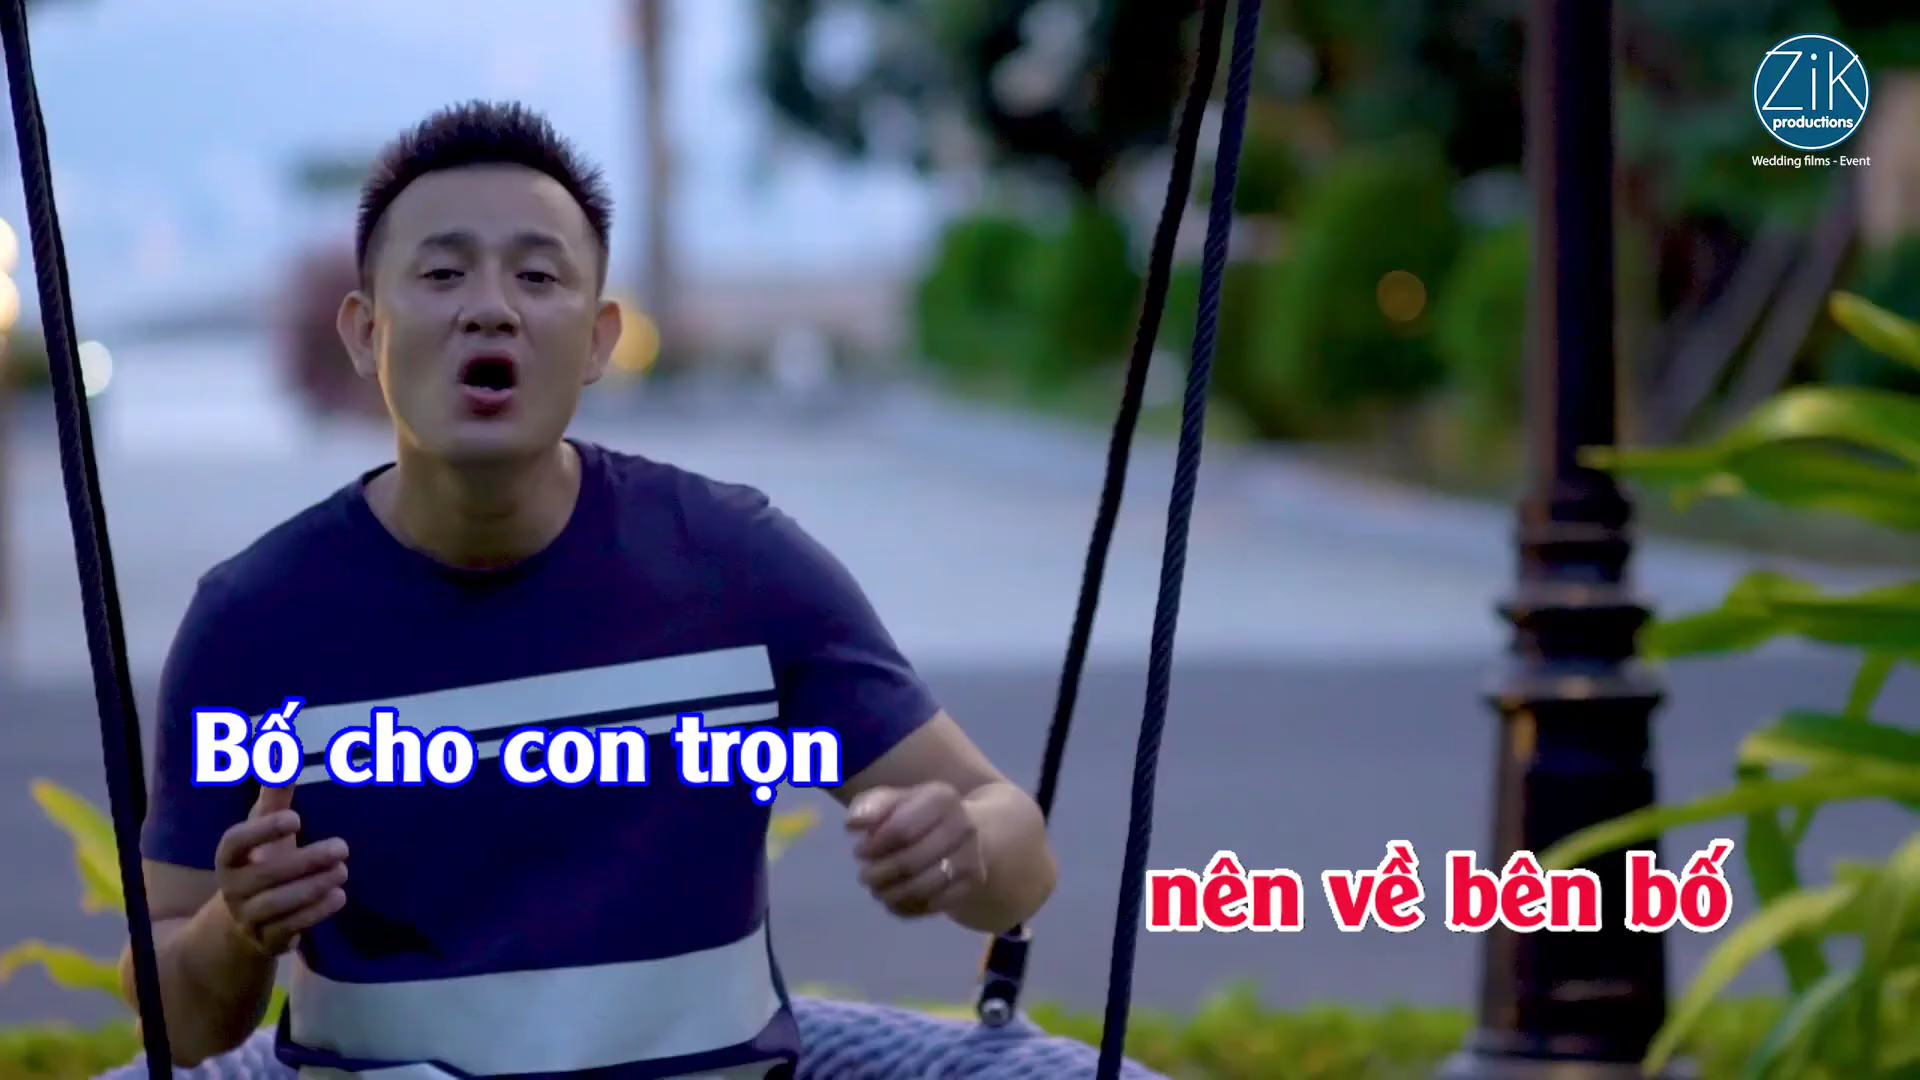 ZiK
productions
Wedding films - Event
Bố cho con trọn
nên về bên bố